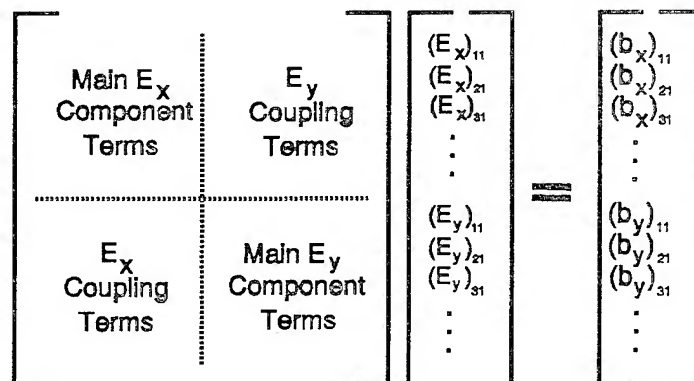 Main E_x
Component
Terms
E_y
Coupling
Terms
E_x
Coupling
Terms
Main E_y
Component
Terms
(E_x)_11
(E_x)_21
(E_x)_31
.
.
.
(E_y)_11
(E_y)_21
(E_y)_31
.
.
.
=
(b_x)_11
(b_x)_21
(b_x)_31
.
.
.
(b_y)_11
(b_y)_21
(b_y)_31
.
.
.